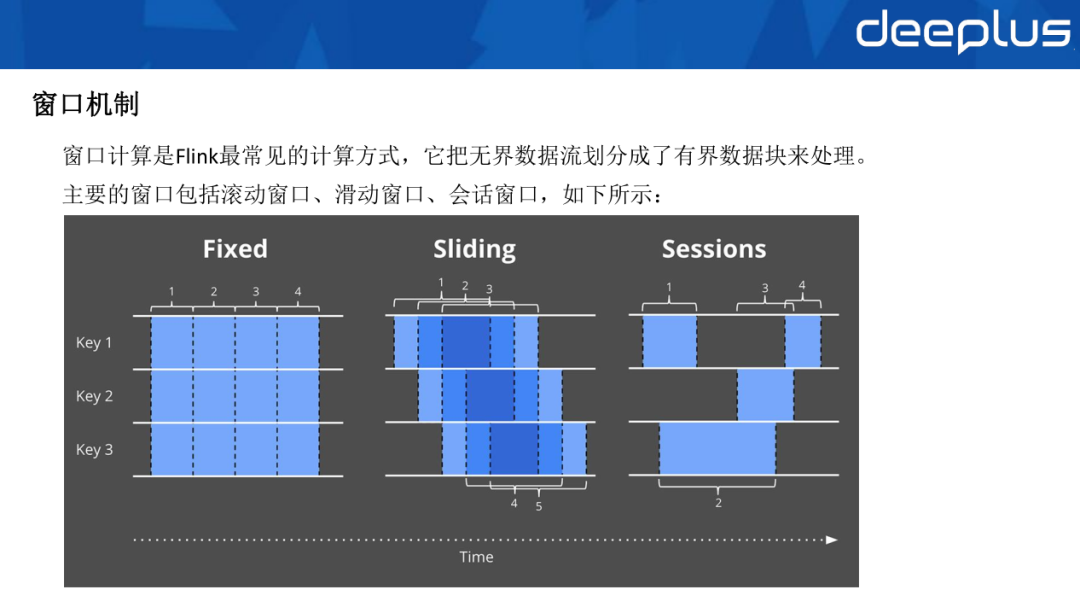 deeplus
窗口机制
窗口计算是Flink最常见的计算方式，它把无界数据流划分成了有界数据块来处理。
主要的窗口包括滚动窗口、滑动窗口、会话窗口，如下所示：
Fixed Sliding Sessions
1 2 3 4 1 2 3 1 3 4
Key 1
Key 2
Key 3
4 5 2
Time